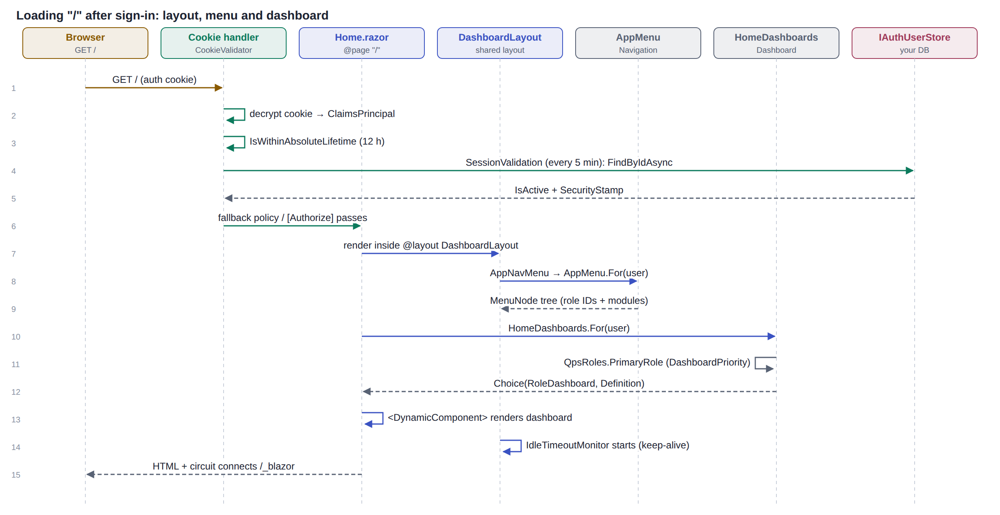 Loading "/" after sign-in: layout, menu and dashboard
Browser
GET /
Cookie handler
CookieValidator
Home.razor
@page "/"
DashboardLayout
shared layout
AppMenu
Navigation
HomeDashboards
Dashboard
IAuthUserStore
your DB
1
GET / (auth cookie)
2
decrypt cookie → ClaimsPrincipal
3
IsWithinAbsoluteLifetime (12 h)
4
SessionValidation (every 5 min): FindByIdAsync
5
IsActive + SecurityStamp
6
fallback policy / [Authorize] passes
7
render inside @layout DashboardLayout
8
AppNavMenu → AppMenu.For(user)
9
MenuNode tree (role IDs + modules)
10
HomeDashboards.For(user)
11
QpsRoles.PrimaryRole (DashboardPriority)
12
Choice(RoleDashboard, Definition)
13
<DynamicComponent> renders dashboard
14
IdleTimeoutMonitor starts (keep-alive)
15
HTML + circuit connects /_blazor